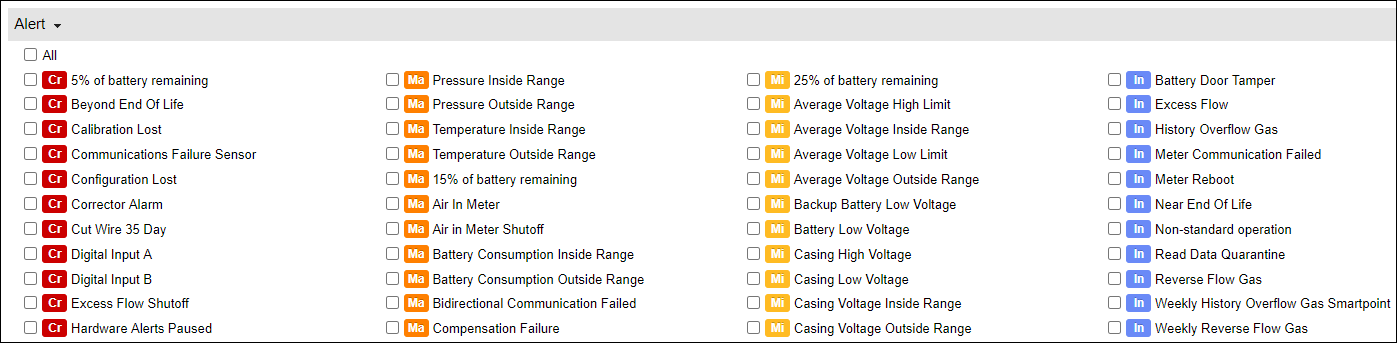 Alert
All
Cr 5% of battery remaining Ma Pressure Inside Range Mi 25% of battery remaining In Battery Door Tamper
Cr Beyond End Of Life Ma Pressure Outside Range Mi Average Voltage High Limit In Excess Flow
Cr Calibration Lost Ma Temperature Inside Range Mi Average Voltage Inside Range In History Overflow Gas
Cr Communications Failure Sensor Ma Temperature Outside Range Mi Average Voltage Low Limit In Meter Communication Failed
Cr Configuration Lost Ma 15% of battery remaining Mi Average Voltage Outside Range In Meter Reboot
Cr Corrector Alarm Ma Air In Meter Mi Backup Battery Low Voltage In Near End Of Life
Cr Cut Wire 35 Day Ma Air in Meter Shutoff Mi Battery Low Voltage In Non-standard operation
Cr Digital Input A Ma Battery Consumption Inside Range Mi Casing High Voltage In Read Data Quarantine
Cr Digital Input B Ma Battery Consumption Outside Range Mi Casing Low Voltage In Reverse Flow Gas
Cr Excess Flow Shutoff Ma Bidirectional Communication Failed Mi Casing Voltage Inside Range In Weekly History Overflow Gas Smartpoint
Cr Hardware Alerts Paused Ma Compensation Failure Mi Casing Voltage Outside Range In Weekly Reverse Flow Gas